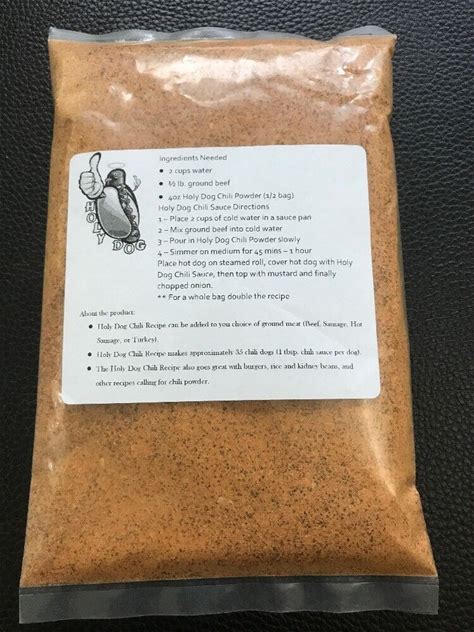 HOLY
DOG
Ingredients Needed
• 2 cups water
• ½ lb. ground beef
• 4oz Holy Dog Chili Powder (1/2 bag)
Holy Dog Chili Sauce Directions
1 – Place 2 cups of cold water in a sauce pan
2 – Mix ground beef into cold water
3 – Pour in Holy Dog Chili Powder slowly
4 – Simmer on medium for 45 mins – 1 hour
Place hot dog on steamed roll, cover hot dog with Holy
Dog Chili Sauce, then top with mustard and finally
chopped onion.
** For a whole bag double the recipe
About the product:
• Holy Dog Chili Recipe can be added to you choice of ground meat (Beef, Sausage, Hot
Sausage, or Turkey).
• Holy Dog Chili Recipe makes approximately 35 chili dogs (1 tbsp. chili sauce per dog).
• The Holy Dog Chili Recipe also goes great with burgers, rice and kidney beans, and
other recipes calling for chili powder.